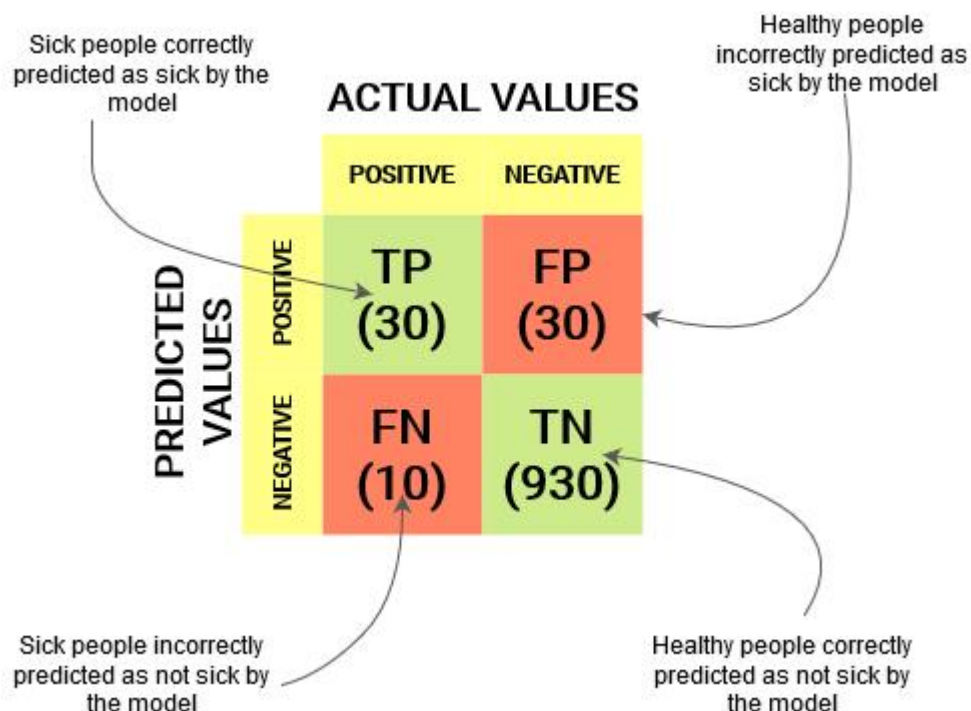 Sick people correctly
predicted as sick by the
model
Healthy people
incorrectly predicted as
sick by the model
ACTUAL VALUES
POSITIVE
NEGATIVE
PREDICTED
VALUES
POSITIVE
TP
(30)
FP
(30)
NEGATIVE
FN
(10)
TN
(930)
Sick people incorrectly
predicted as not sick by
the model
Healthy people correctly
predicted as not sick by
the model